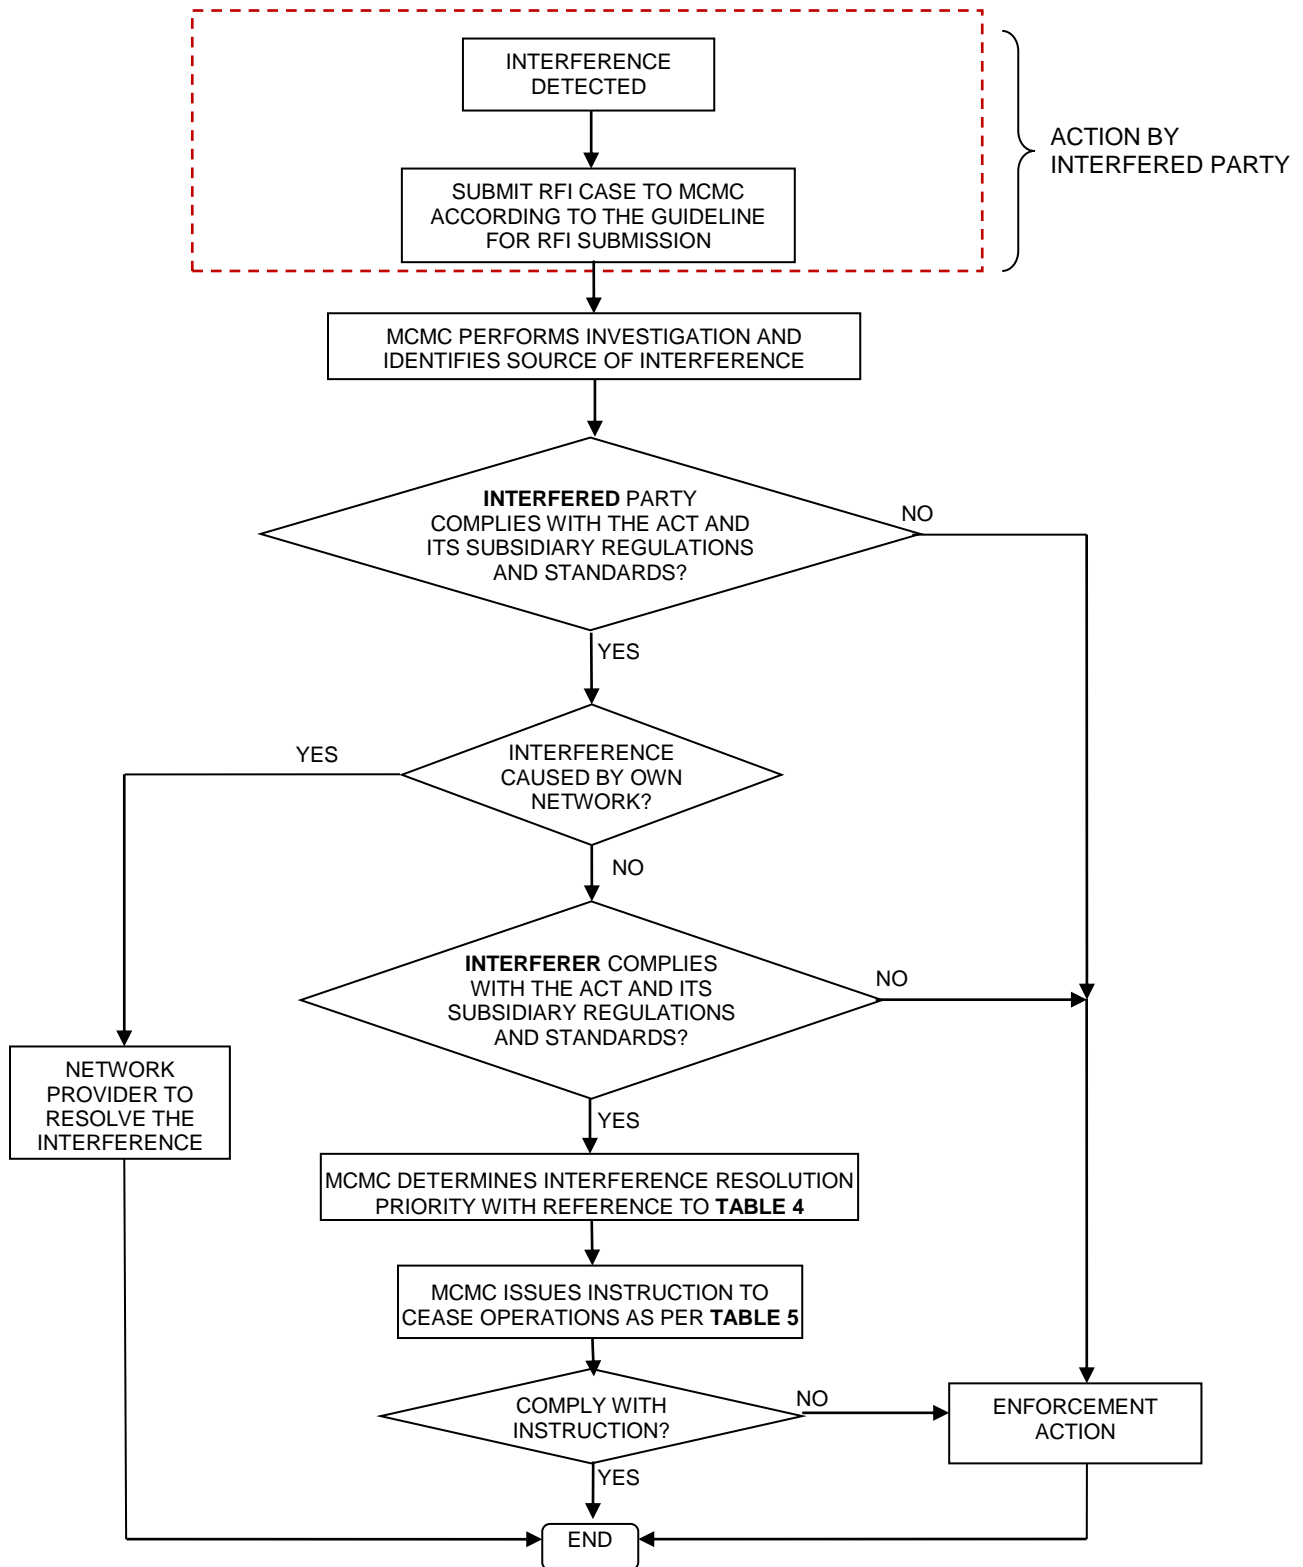 INTERFERENCE
DETECTED
ACTION BY
INTERFERED PARTY
SUBMIT RFI CASE TO MCMC
ACCORDING TO THE GUIDELINE
FOR RFI SUBMISSION
MCMC PERFORMS INVESTIGATION AND
IDENTIFIES SOURCE OF INTERFERENCE
INTERFERED PARTY
COMPLIES WITH THE ACT AND
ITS SUBSIDIARY REGULATIONS
AND STANDARDS?
NO
YES
INTERFERENCE
CAUSED BY OWN
NETWORK?
YES
NO
INTERFERER COMPLIES
WITH THE ACT AND ITS
SUBSIDIARY REGULATIONS
AND STANDARDS?
NO
NETWORK
PROVIDER TO
RESOLVE THE
INTERFERENCE
YES
MCMC DETERMINES INTERFERENCE RESOLUTION
PRIORITY WITH REFERENCE TO TABLE 4
MCMC ISSUES INSTRUCTION TO
CEASE OPERATIONS AS PER TABLE 5
COMPLY WITH
INSTRUCTION?
NO
ENFORCEMENT
ACTION
YES
END